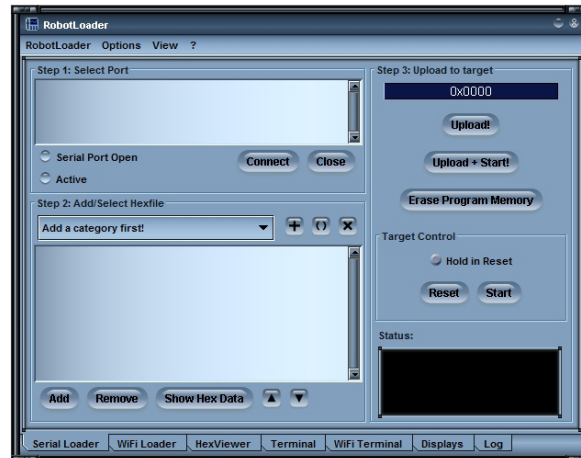 RobotLoader
RobotLoader Options View ?
Step 1: Select Port
Serial Port Open
Active
Connect Close
Step 2: Add/Select Hexfile
Add a category first!
Add Remove Show Hex Data
Step 3: Upload to target
0x0000
Upload!
Upload + Start!
Erase Program Memory
Target Control
Hold in Reset
Reset Start
Status:
Serial Loader WiFi Loader HexViewer Terminal WiFi Terminal Displays Log